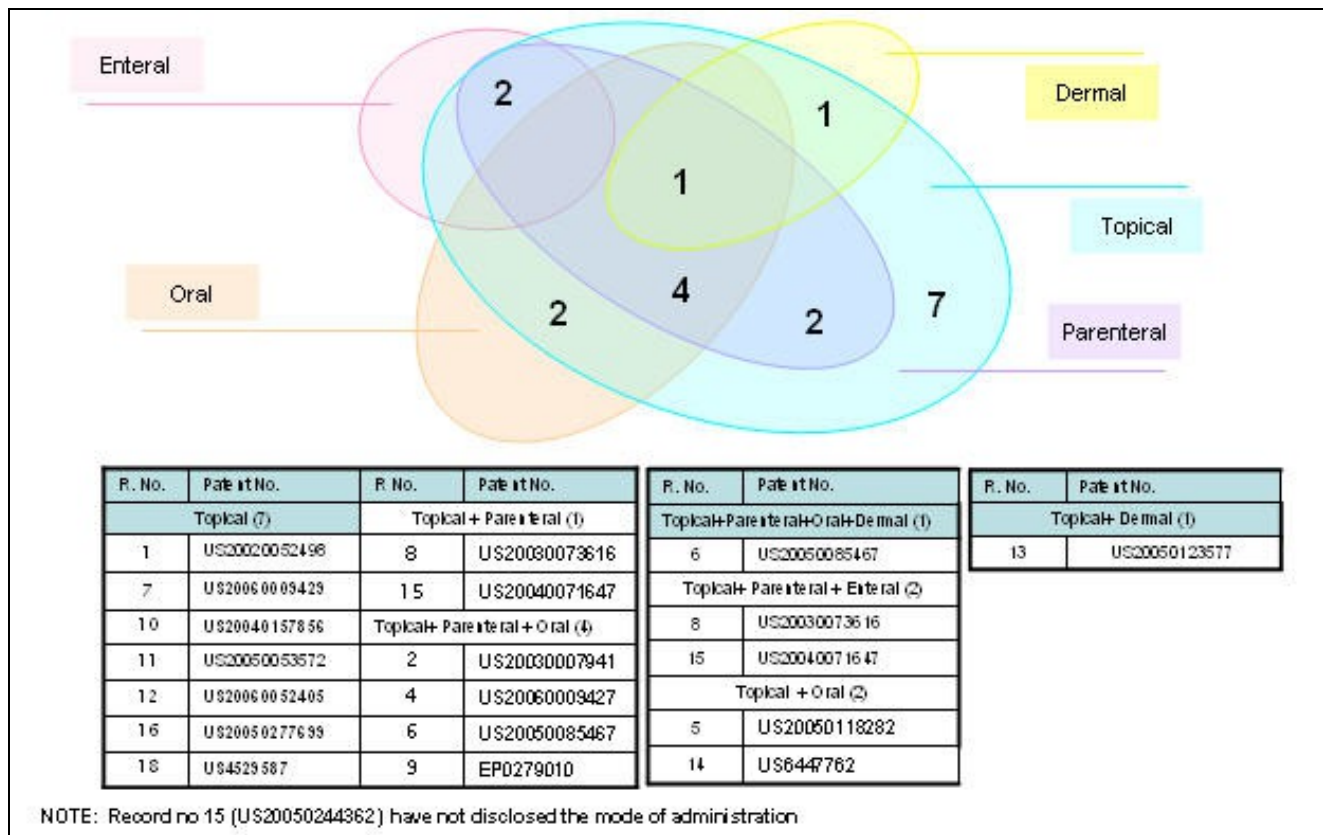 Enteral
Dermal
Topical
Oral
Parenteral
2
1
1
4
2
2
7
R. No. Patent No. R No. Patent No.
Topical (7) Topical + Parenteral (1)
1 US20020052498 8 US20030073616
7 US20060009429 15 US20040071647
10 US20040157856 Topical+ Parenteral + Oral (4)
11 US20050053572 2 US20030007941
12 US20060052405 4 US20060009427
16 US20050277699 6 US20050085467
18 US4529587 9 EP0279010
R. No. Patent No.
Topical+Parenteral+Oral+Dermal (1)
6 US20050085467
Topical+ Parenteral + Enteral (2)
8 US20030073616
15 US20040071647
Topical + Oral (2)
5 US20050118282
14 US6447762
R. No. Patent No.
Topical+ Dermal (1)
13 US20050123577
NOTE: Record no 15 (US20050244362) have not disclosed the mode of administration